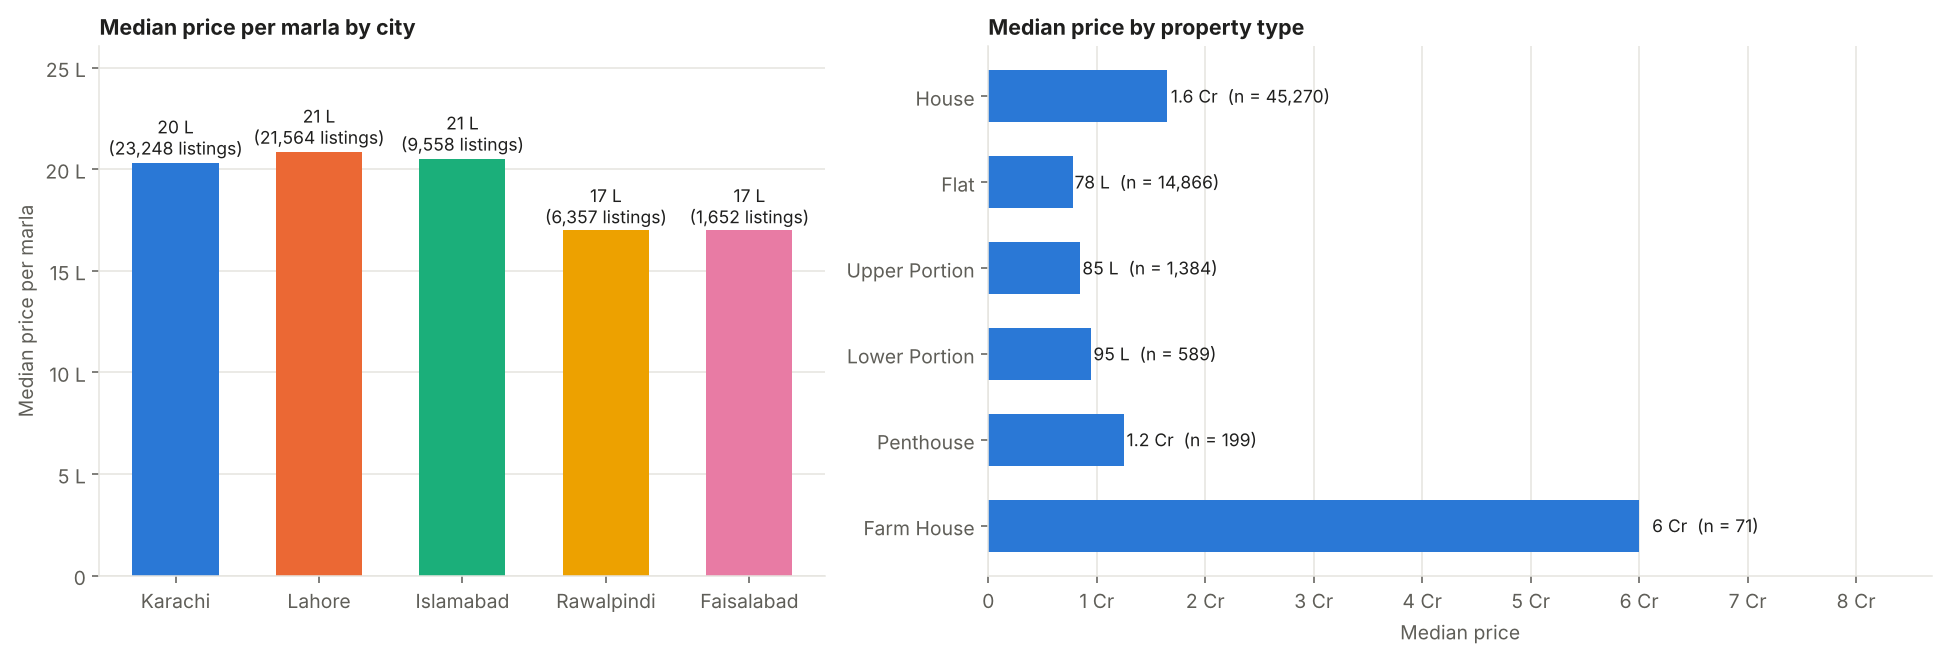 Median price per marla by city
Median price per marla
25 L
20 L
15 L
10 L
5 L
0
20 L
(23,248 listings)
21 L
(21,564 listings)
21 L
(9,558 listings)
17 L
(6,357 listings)
17 L
(1,652 listings)
Karachi
Lahore
Islamabad
Rawalpindi
Faisalabad
Median price by property type
House
1.6 Cr (n = 45,270)
Flat
78 L (n = 14,866)
Upper Portion
85 L (n = 1,384)
Lower Portion
95 L (n = 589)
Penthouse
1.2 Cr (n = 199)
Farm House
6 Cr (n = 71)
0
1 Cr
2 Cr
3 Cr
4 Cr
5 Cr
6 Cr
7 Cr
8 Cr
Median price